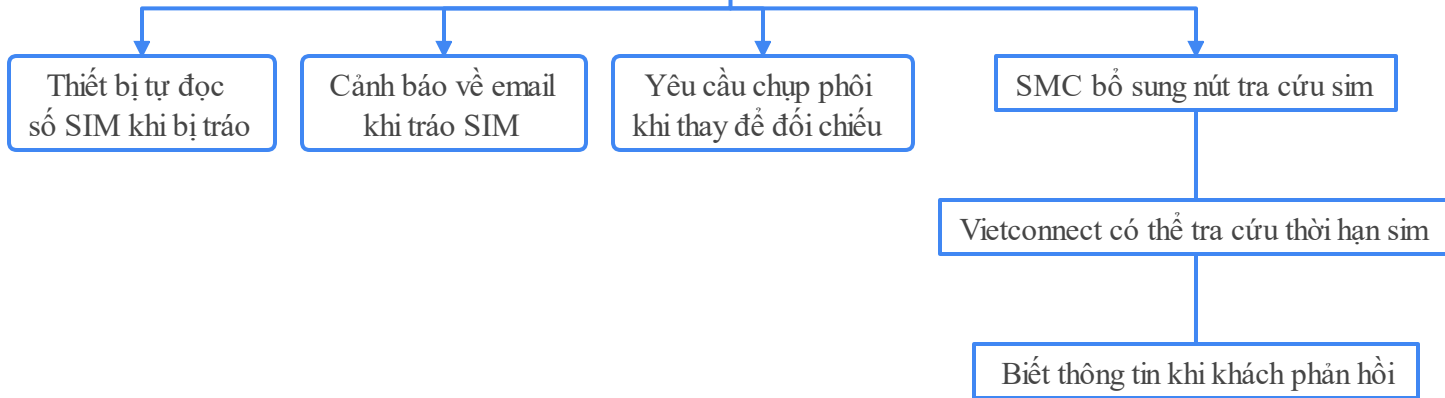 Thiết bị tự đọc
số SIM khi bị tráo
Cảnh báo về email
khi tráo SIM
Yêu cầu chụp phôi
khi thay để đối chiếu
SMC bổ sung nút tra cứu sim
Vietconnect có thể tra cứu thời hạn sim
Biết thông tin khi khách phản hồi